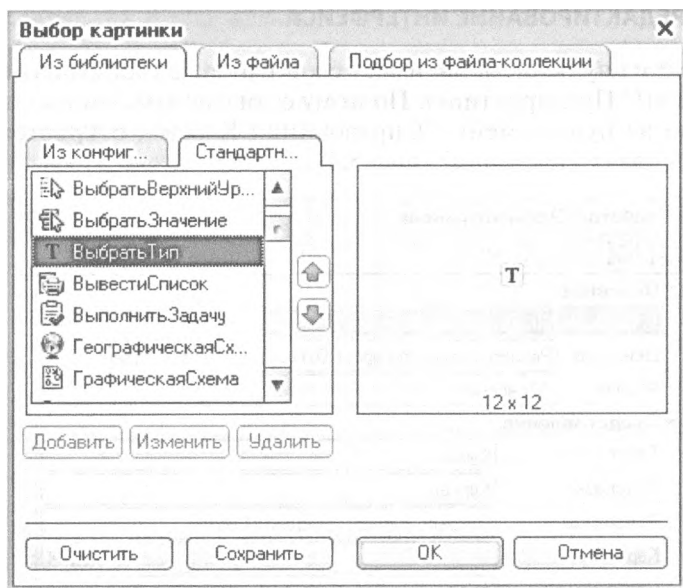 Выбор картинки
Из библиотеки
Из файла
Подбор из файла-коллекции
Из конфиг...
Стандартн...
ВыбратьВерхнийУр...
ВыбратьЗначение
T ВыбратьТип
ВывестиСписок
ВыполнитьЗадачу
ГеографическаяСх...
ГрафическаяСхема
T
12 x 12
Добавить
Изменить
Удалить
Очистить
Сохранить
OK
Отмена